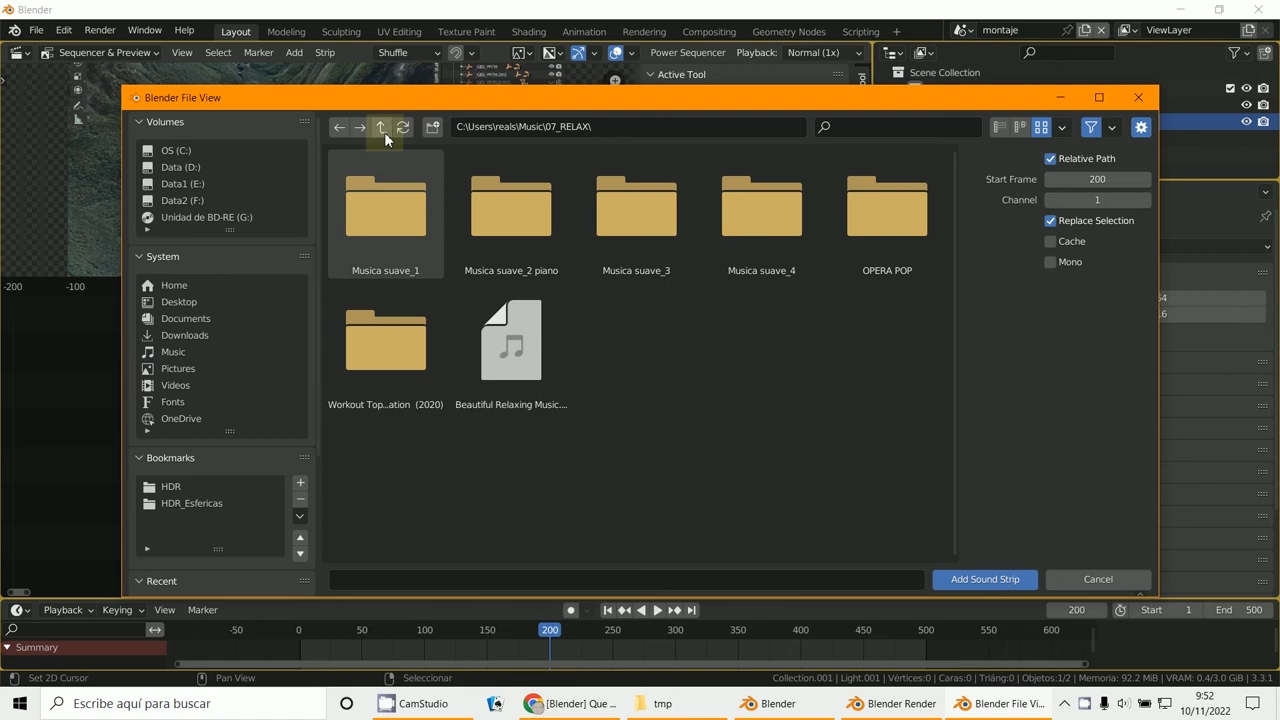 Blender
File Edit Render Window Help Layout Modeling Sculpting UV Editing Texture Paint Shading Animation Rendering Compositing Geometry Nodes Scripting + montaje ViewLayer
Sequencer & Preview View Select Marker Add Strip Shuffle Power Sequencer Playback: Normal (1x)
Active Tool Scene Collection
Blender File View
Volumes
C:\Users\reals\Music\07_RELAX\
OS (C:)
Data (D:)
Data1 (E:)
Data2 (F:)
Unidad de BD-RE (G:)
System
Home
Desktop
Documents
Downloads
Music
Pictures
Videos
Fonts
OneDrive
Bookmarks
HDR
HDR_Esfericas
Recent
Musica suave_1 Musica suave_2 piano Musica suave_3 Musica suave_4 OPERA POP
Workout Top...ation (2020) Beautiful Relaxing Music....
Relative Path
Start Frame 200
Channel 1
Replace Selection
Cache
Mono
Add Sound Strip Cancel
-200 -100
Playback Keying View Marker 200 Start 1 End 500
-50 0 50 100 150 200 250 300 350 400 450 500 550 600
Summary
Set 2D Cursor Pan View Seleccionar Collection.001 | Light.001 | Vértices:0 | Caras:0 | Triáng:0 | Objetos:1/2 | Memoria: 92.2 MiB | VRAM: 0.4/3.0 GiB | 3.3.1
Escribe aquí para buscar CamStudio [Blender] Que ... tmp Blender Blender Render Blender File Vi... 9:52
10/11/2022